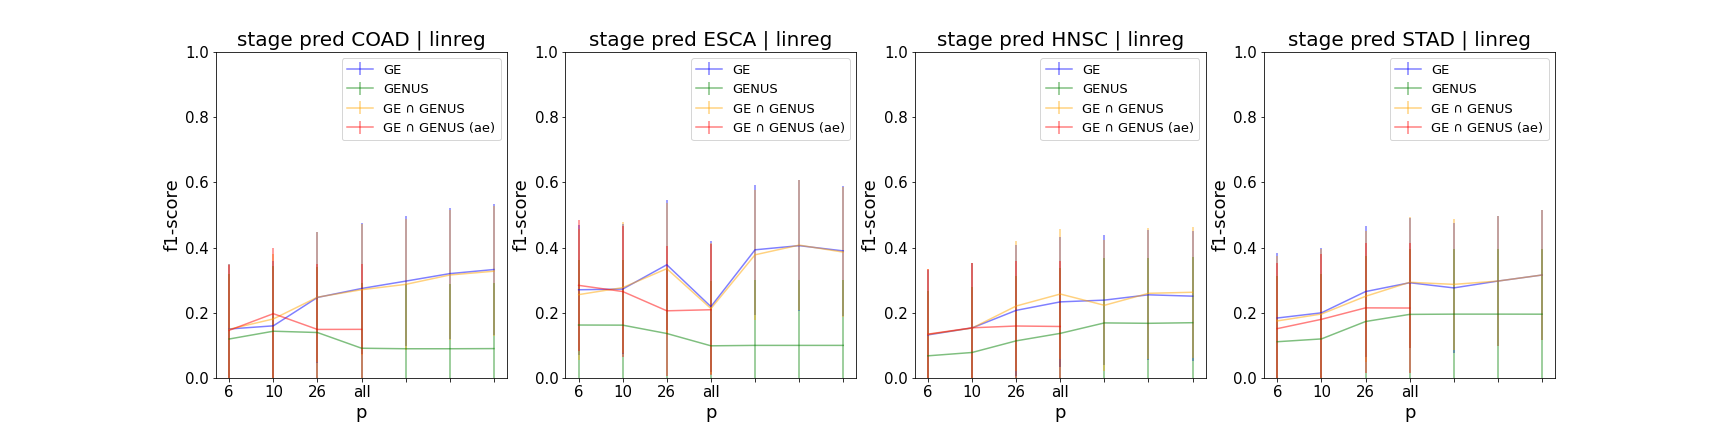 stage pred COAD | linreg
f1-score
1.0
0.8
0.6
0.4
0.2
0.0
GE
GENUS
GE ∩ GENUS
GE ∩ GENUS (ae)
6 10 26 all
p
stage pred ESCA | linreg
f1-score
1.0
0.8
0.6
0.4
0.2
0.0
GE
GENUS
GE ∩ GENUS
GE ∩ GENUS (ae)
6 10 26 all
p
stage pred HNSC | linreg
f1-score
1.0
0.8
0.6
0.4
0.2
0.0
GE
GENUS
GE ∩ GENUS
GE ∩ GENUS (ae)
6 10 26 all
p
stage pred STAD | linreg
f1-score
1.0
0.8
0.6
0.4
0.2
0.0
GE
GENUS
GE ∩ GENUS
GE ∩ GENUS (ae)
6 10 26 all
p